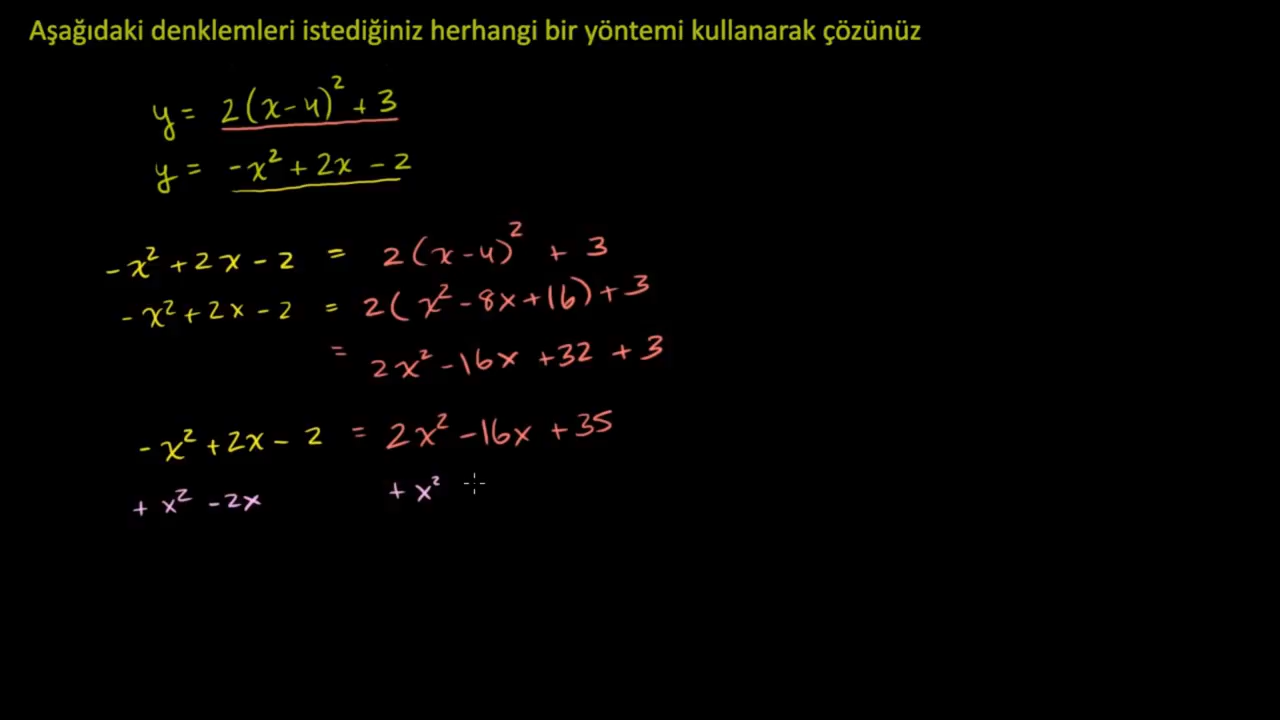 Aşağıdaki denklemleri istediğiniz herhangi bir yöntemi kullanarak çözünüz
y = 2(x-4)² + 3
y = -x² + 2x - 2
-x² + 2x - 2 = 2(x-4)² + 3
-x² + 2x - 2 = 2(x² - 8x + 16) + 3
= 2x² - 16x + 32 + 3
-x² + 2x - 2 = 2x² - 16x + 35
+ x² - 2x + x²